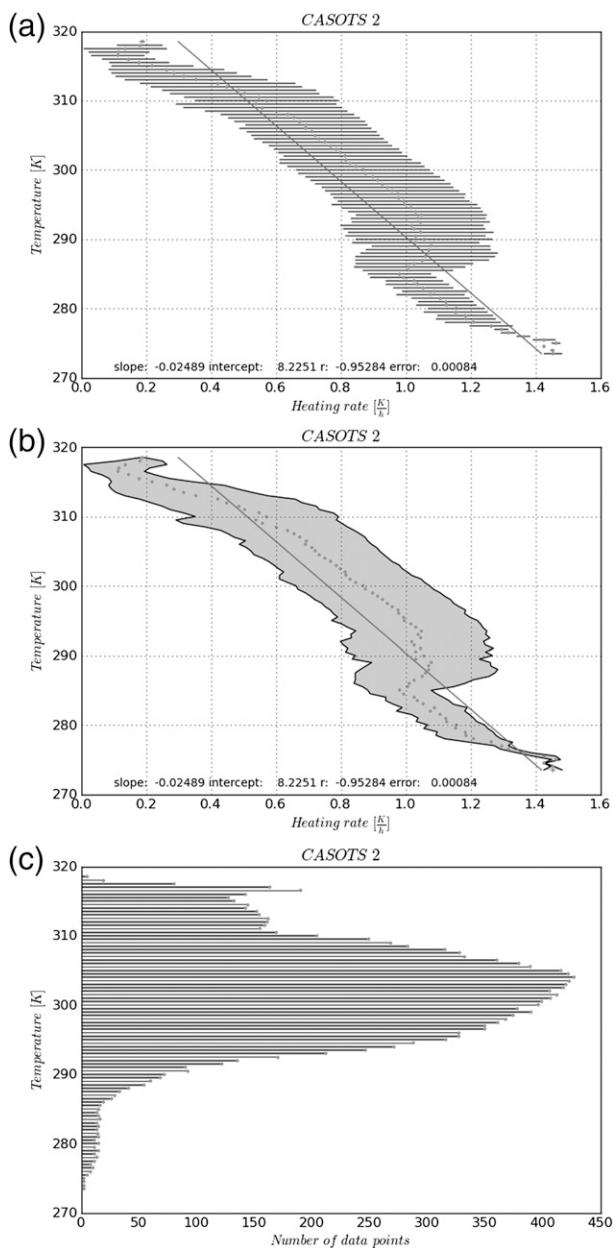 (a)
CASOTS 2
320
310
300
290
280
270
Temperature [K]
slope: -0.02489 intercept: 8.2251 r: -0.95284 error: 0.00084
0.0 0.2 0.4 0.6 0.8 1.0 1.2 1.4 1.6
Heating rate [K/h]
(b)
CASOTS 2
320
310
300
290
280
270
Temperature [K]
slope: -0.02489 intercept: 8.2251 r: -0.95284 error: 0.00084
0.0 0.2 0.4 0.6 0.8 1.0 1.2 1.4 1.6
Heating rate [K/h]
(c)
CASOTS 2
320
310
300
290
280
270
Temperature [K]
0 50 100 150 200 250 300 350 400 450
Number of data points